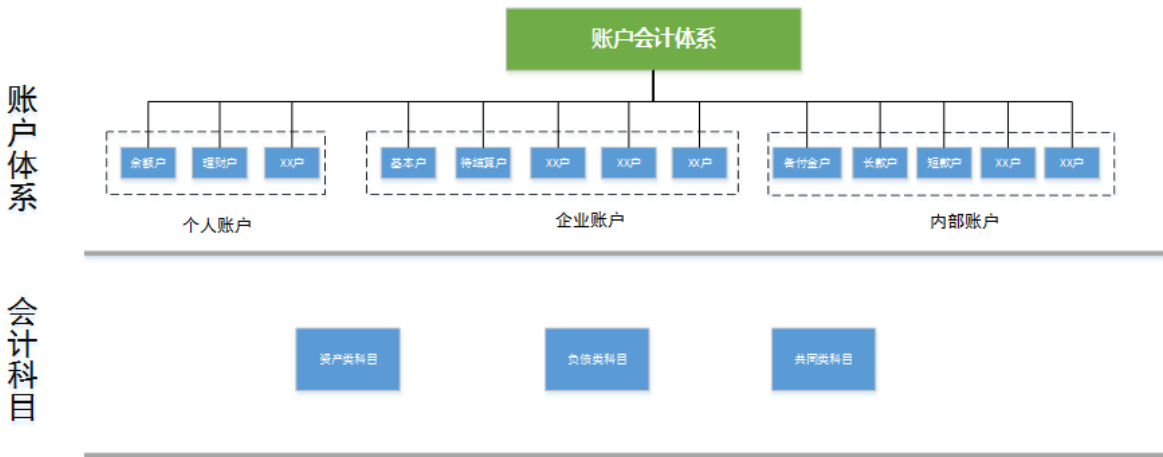 账户会计体系
账户体系
余额户
理财户
XX户
基本户
待结算户
XX户
XX户
XX户
备付金户
长款户
短款户
XX户
XX户
个人账户
企业账户
内部账户
会计科目
资产类科目
负债类科目
共同类科目